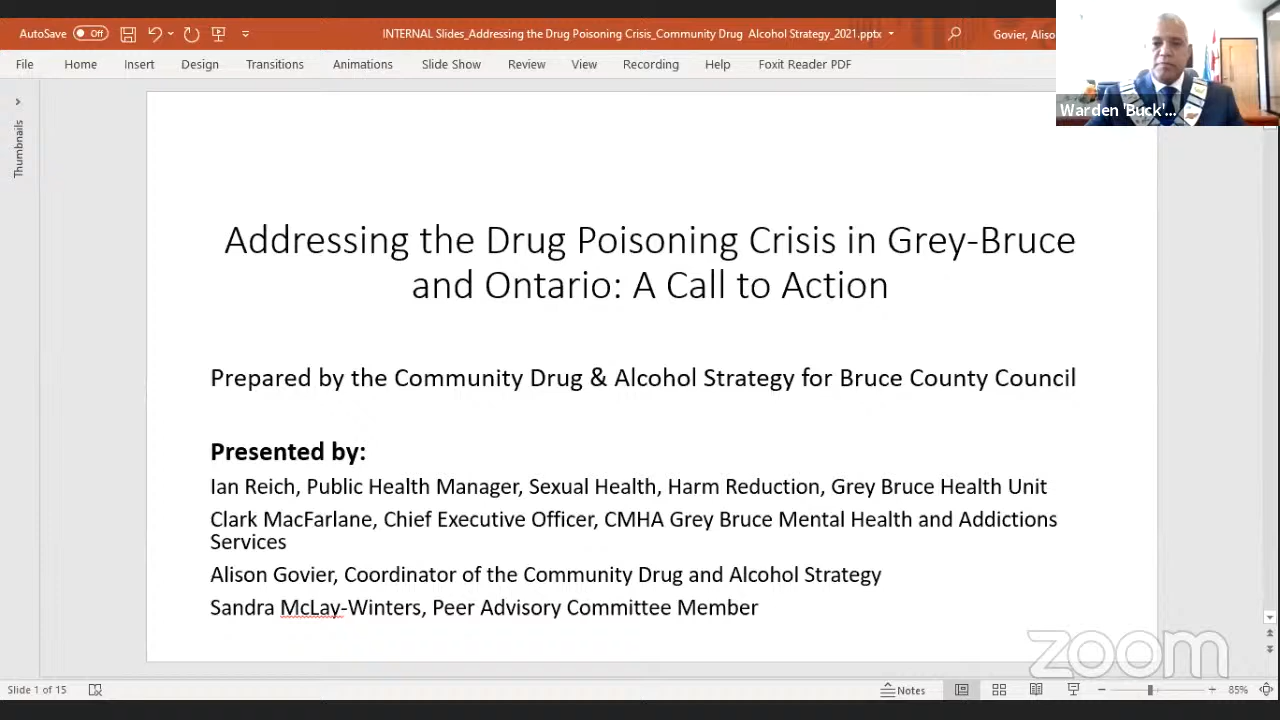 AutoSave Off INTERNAL Slides_Addressing the Drug Poisoning Crisis_Community Drug Alcohol Strategy_2021.pptx Govier, Aliso
File Home Insert Design Transitions Animations Slide Show Review View Recording Help Foxit Reader PDF
Warden 'Buck'...
Thumbnails
Addressing the Drug Poisoning Crisis in Grey-Bruce
and Ontario: A Call to Action
Prepared by the Community Drug & Alcohol Strategy for Bruce County Council
Presented by:
Ian Reich, Public Health Manager, Sexual Health, Harm Reduction, Grey Bruce Health Unit
Clark MacFarlane, Chief Executive Officer, CMHA Grey Bruce Mental Health and Addictions
Services
Alison Govier, Coordinator of the Community Drug and Alcohol Strategy
Sandra McLay-Winters, Peer Advisory Committee Member
zoom
Slide 1 of 15 Notes 85%